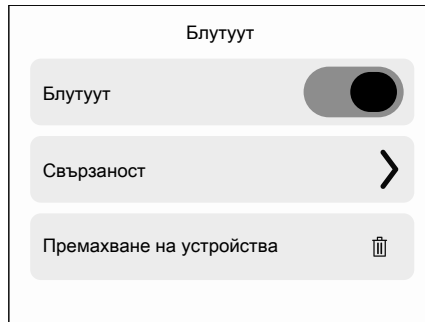 Блутуут
Блутуут
Свързаност
Премахване на устройства